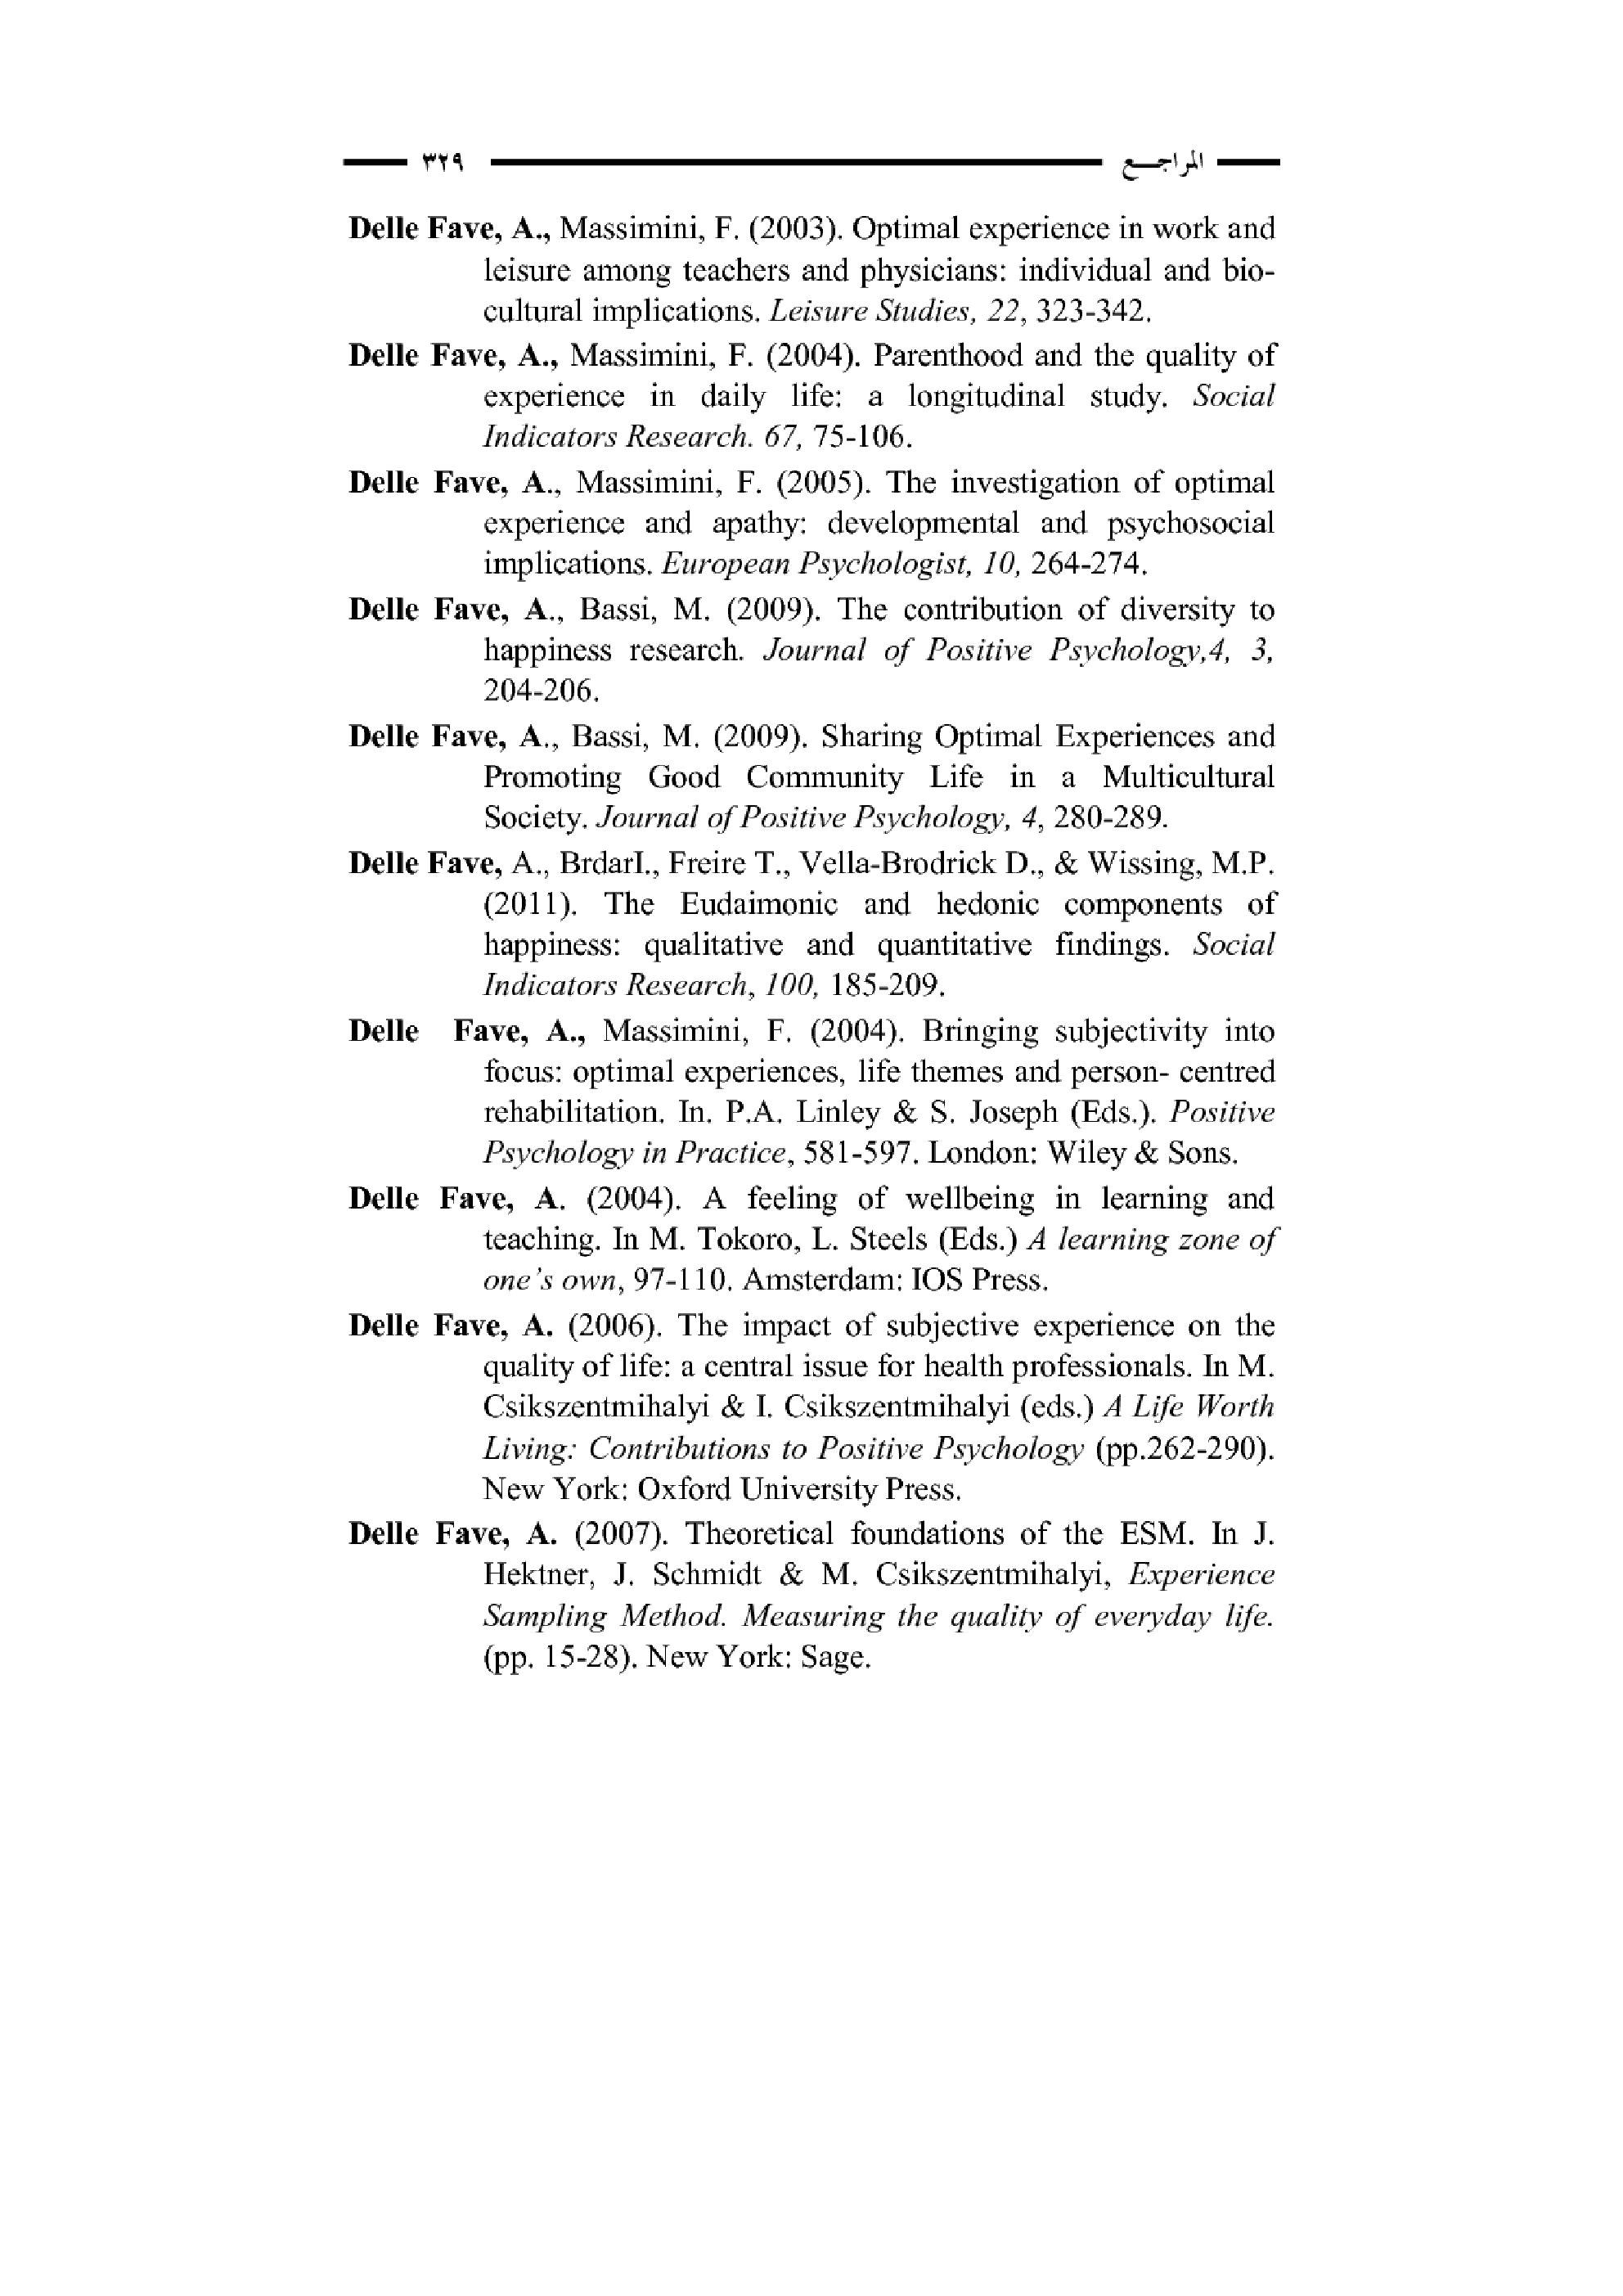 المراجع ٣٢٩
Delle Fave, A., Massimini, F. (2003). Optimal experience in work and
leisure among teachers and physicians: individual and bio-
cultural implications. Leisure Studies, 22, 323-342.
Delle Fave, A., Massimini, F. (2004). Parenthood and the quality of
experience in daily life: a longitudinal study. Social
Indicators Research. 67, 75-106.
Delle Fave, A., Massimini, F. (2005). The investigation of optimal
experience and apathy: developmental and psychosocial
implications. European Psychologist, 10, 264-274.
Delle Fave, A., Bassi, M. (2009). The contribution of diversity to
happiness research. Journal of Positive Psychology,4, 3,
204-206.
Delle Fave, A., Bassi, M. (2009). Sharing Optimal Experiences and
Promoting Good Community Life in a Multicultural
Society. Journal of Positive Psychology, 4, 280-289.
Delle Fave, A., BrdarI., Freire T., Vella-Brodrick D., & Wissing, M.P.
(2011). The Eudaimonic and hedonic components of
happiness: qualitative and quantitative findings. Social
Indicators Research, 100, 185-209.
Delle Fave, A., Massimini, F. (2004). Bringing subjectivity into
focus: optimal experiences, life themes and person- centred
rehabilitation. In. P.A. Linley & S. Joseph (Eds.). Positive
Psychology in Practice, 581-597. London: Wiley & Sons.
Delle Fave, A. (2004). A feeling of wellbeing in learning and
teaching. In M. Tokoro, L. Steels (Eds.) A learning zone of
one's own, 97-110. Amsterdam: IOS Press.
Delle Fave, A. (2006). The impact of subjective experience on the
quality of life: a central issue for health professionals. In M.
Csikszentmihalyi & I. Csikszentmihalyi (eds.) A Life Worth
Living: Contributions to Positive Psychology (pp.262-290).
New York: Oxford University Press.
Delle Fave, A. (2007). Theoretical foundations of the ESM. In J.
Hektner, J. Schmidt & M. Csikszentmihalyi, Experience
Sampling Method. Measuring the quality of everyday life.
(pp. 15-28). New York: Sage.